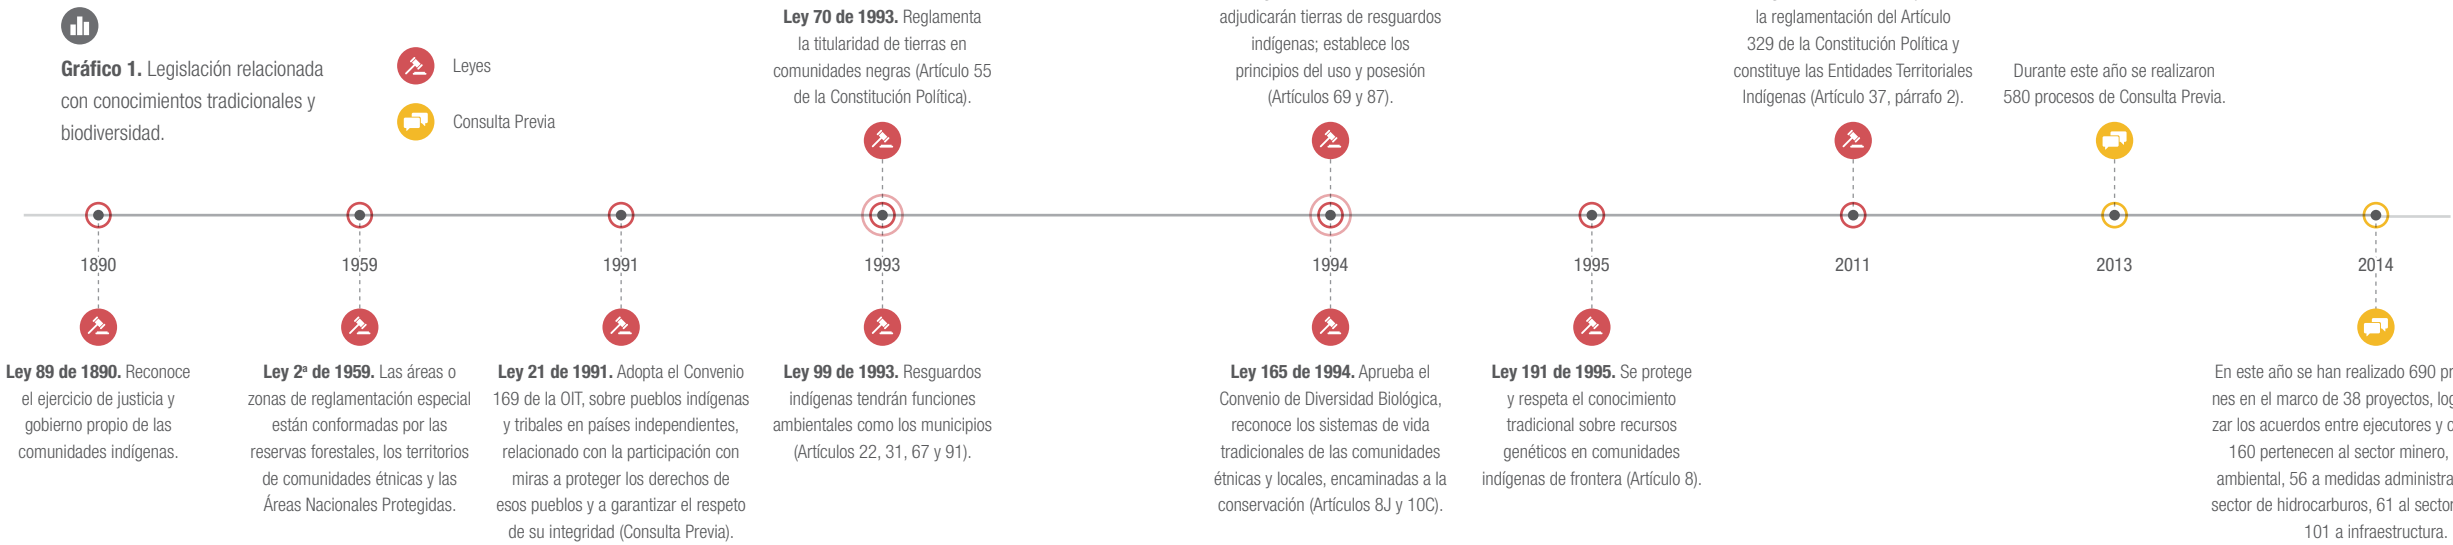 Gráfico 1. Legislación relacionada
con conocimientos tradicionales y
biodiversidad.
Leyes
Consulta Previa
Ley 70 de 1993. Reglamenta
la titularidad de tierras en
comunidades negras (Artículo 55
de la Constitución Política).
adjudicarán tierras de resguardos
indígenas; establece los
principios del uso y posesión
(Artículos 69 y 87).
la reglamentación del Artículo
329 de la Constitución Política y
constituye las Entidades Territoriales
Indígenas (Artículo 37, párrafo 2).
Durante este año se realizaron
580 procesos de Consulta Previa.
1890
1959
1991
1993
1994
1995
2011
2013
2014
Ley 89 de 1890. Reconoce
el ejercicio de justicia y
gobierno propio de las
comunidades indígenas.
Ley 2ª de 1959. Las áreas o
zonas de reglamentación especial
están conformadas por las
reservas forestales, los territorios
de comunidades étnicas y las
Áreas Nacionales Protegidas.
Ley 21 de 1991. Adopta el Convenio
169 de la OIT, sobre pueblos indígenas
y tribales en países independientes,
relacionado con la participación con
miras a proteger los derechos de
esos pueblos y a garantizar el respeto
de su integridad (Consulta Previa).
Ley 99 de 1993. Resguardos
indígenas tendrán funciones
ambientales como los municipios
(Artículos 22, 31, 67 y 91).
Ley 165 de 1994. Aprueba el
Convenio de Diversidad Biológica,
reconoce los sistemas de vida
tradicionales de las comunidades
étnicas y locales, encaminadas a la
conservación (Artículos 8J y 10C).
Ley 191 de 1995. Se protege
y respeta el conocimiento
tradicional sobre recursos
genéticos en comunidades
indígenas de frontera (Artículo 8).
En este año se han realizado 690
nes en el marco de 38 proyectos,
zar los acuerdos entre ejecutores y
160 pertenecen al sector minero,
ambiental, 56 a medidas
sector de hidrocarburos, 61 al sector
101 a infraestructura.